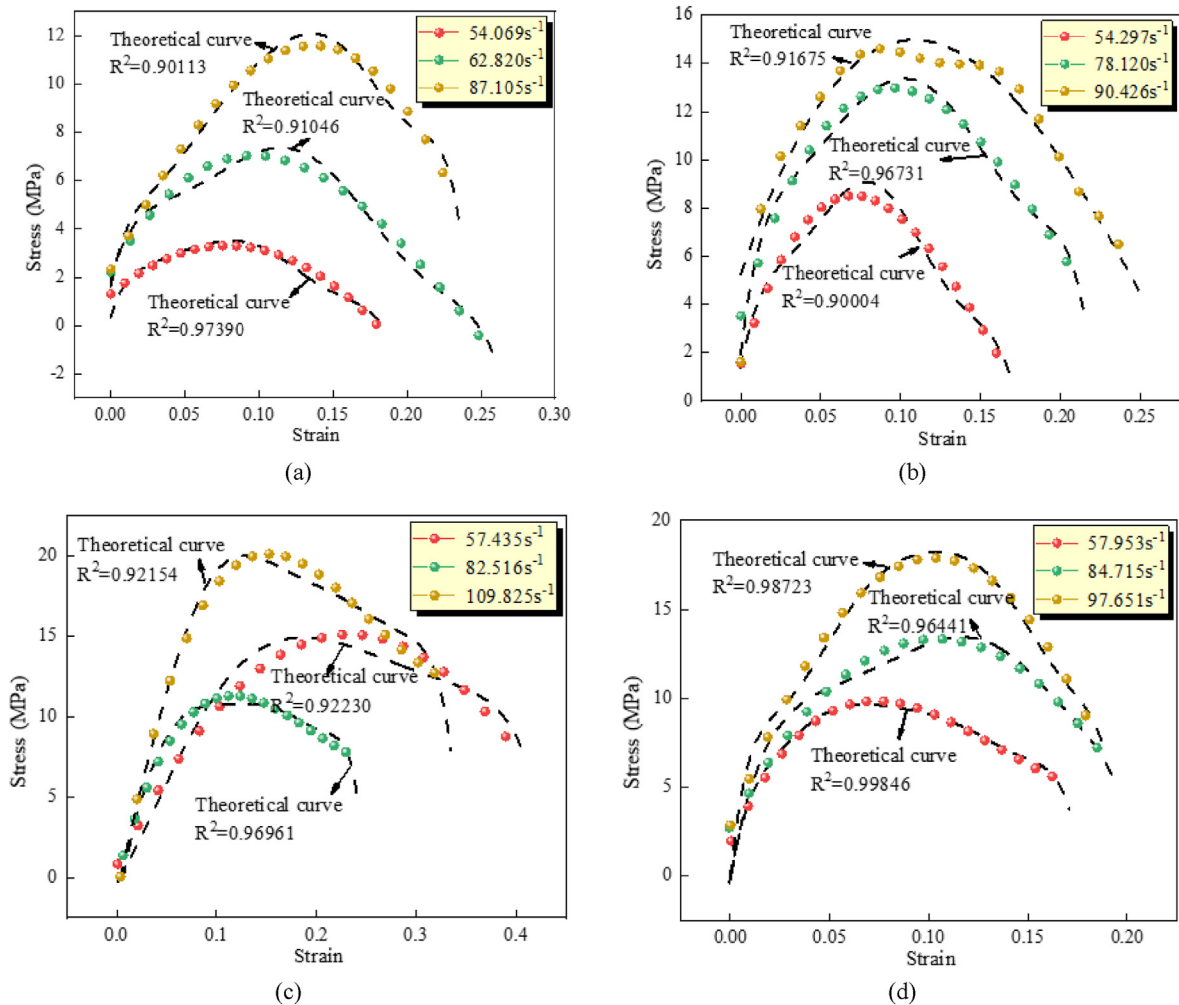 (a)
Theoretical curve
R²=0.90113
54.069s⁻¹
62.820s⁻¹
87.105s⁻¹
Theoretical curve
R²=0.91046
Theoretical curve
R²=0.97390
Stress (MPa)
12
10
8
6
4
2
0
-2
0.00 0.05 0.10 0.15 0.20 0.25 0.30
Strain
(a)
(b)
Theoretical curve
R²=0.91675
54.297s⁻¹
78.120s⁻¹
90.426s⁻¹
Theoretical curve
R²=0.96731
Theoretical curve
R²=0.90004
Stress (MPa)
16
14
12
10
8
6
4
2
0
0.00 0.05 0.10 0.15 0.20 0.25
Strain
(b)
Theoretical curve
R²=0.92154
57.435s⁻¹
82.516s⁻¹
109.825s⁻¹
Theoretical curve
R²=0.92230
Theoretical curve
R²=0.96961
Stress (MPa)
20
15
10
5
0
0.0 0.1 0.2 0.3 0.4
Strain
(c)
Theoretical curve
R²=0.98723
57.953s⁻¹
84.715s⁻¹
97.651s⁻¹
Theoretical curve
R²=0.96441
Theoretical curve
R²=0.99846
Stress (MPa)
20
15
10
5
0
0.00 0.05 0.10 0.15 0.20
Strain
(d)